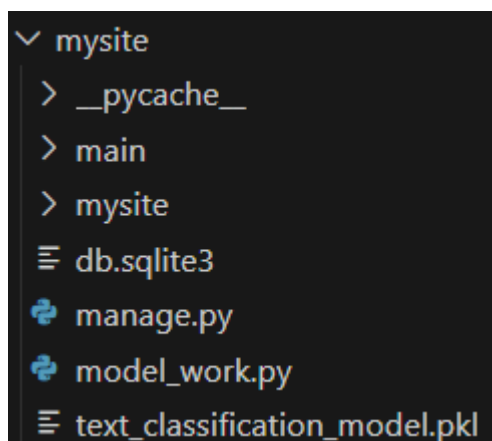 mysite
__pycache__
main
mysite
db.sqlite3
manage.py
model_work.py
text_classification_model.pkl